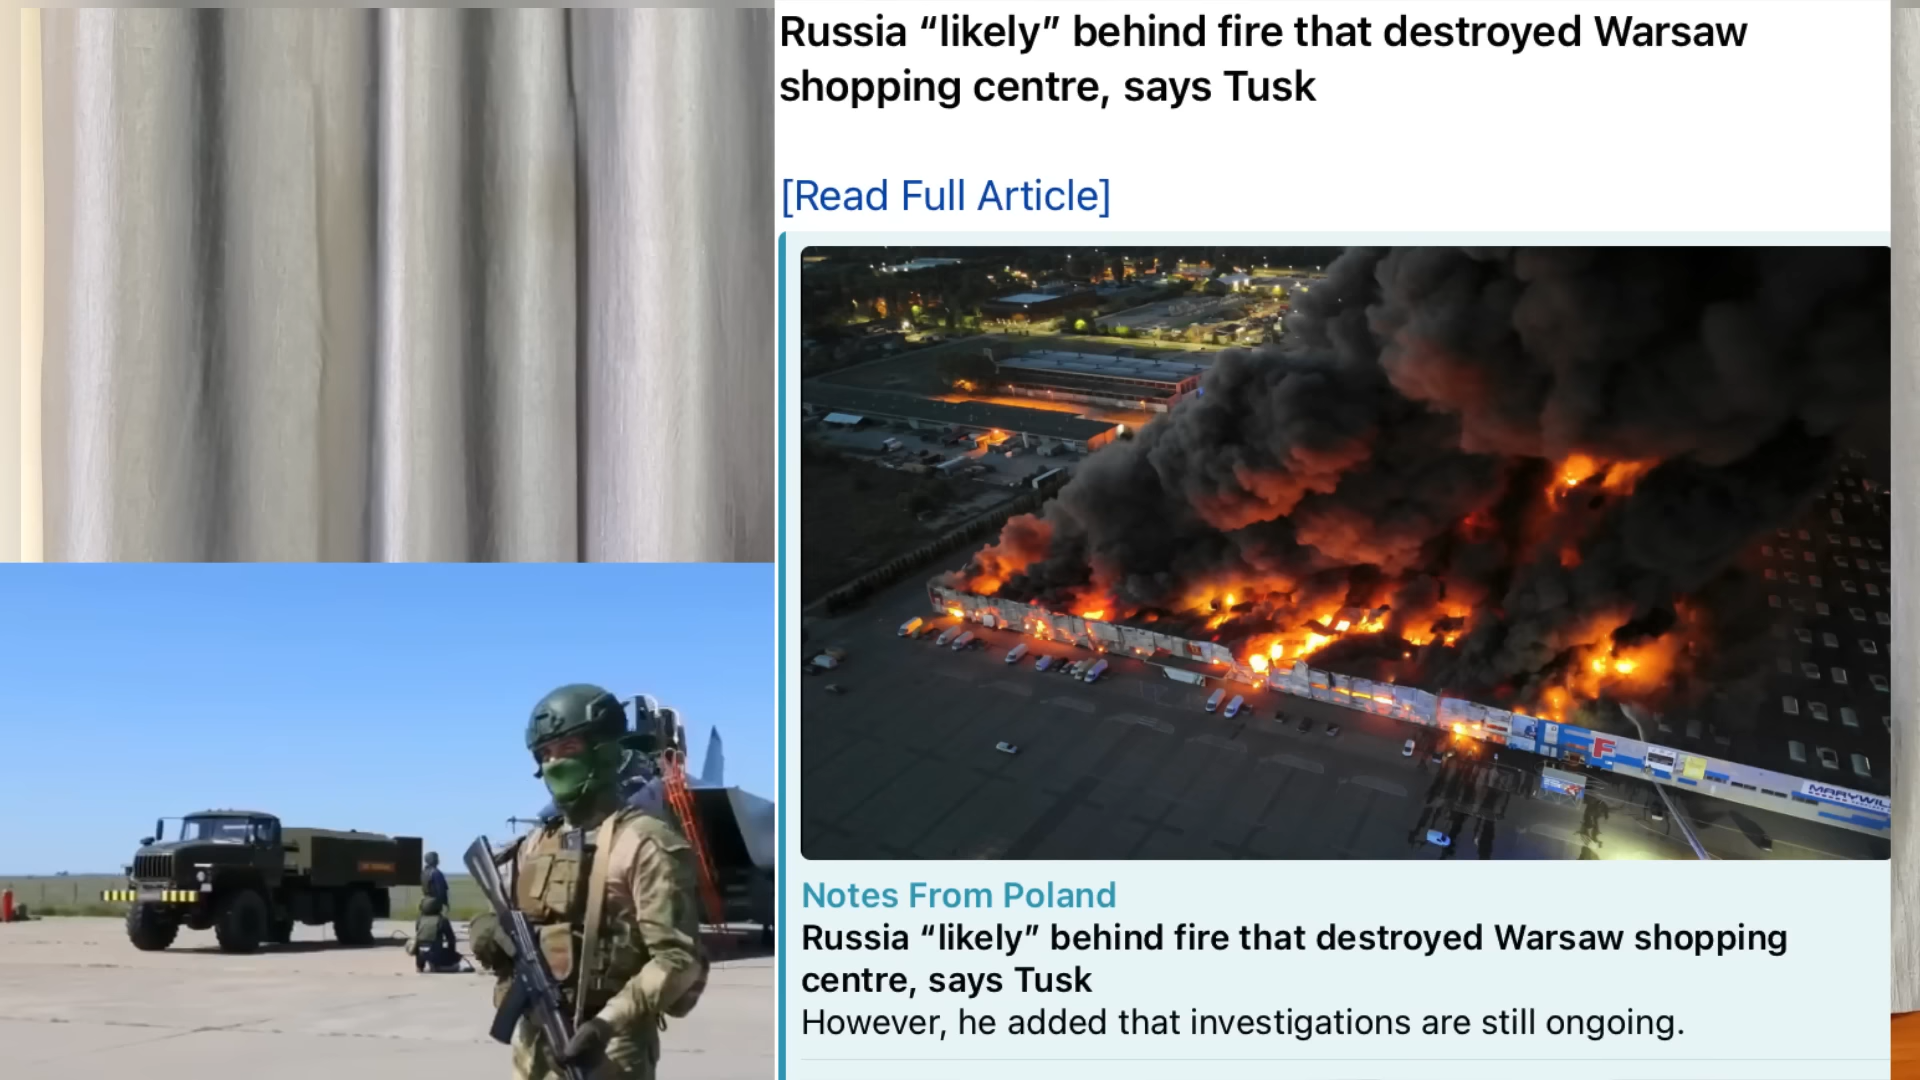 Russia “likely” behind fire that destroyed Warsaw
shopping centre, says Tusk
[Read Full Article]
F
Notes From Poland
Russia “likely” behind fire that destroyed Warsaw shopping
centre, says Tusk
However, he added that investigations are still ongoing.